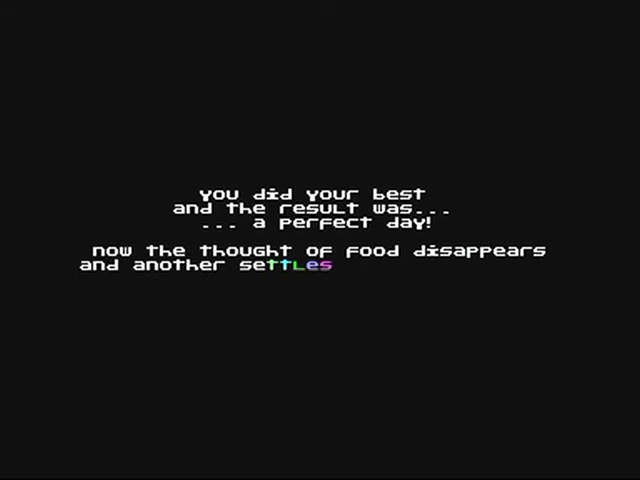 you did your best
and the result was...
... a perfect day!
now the thought of food disappears
and another settles